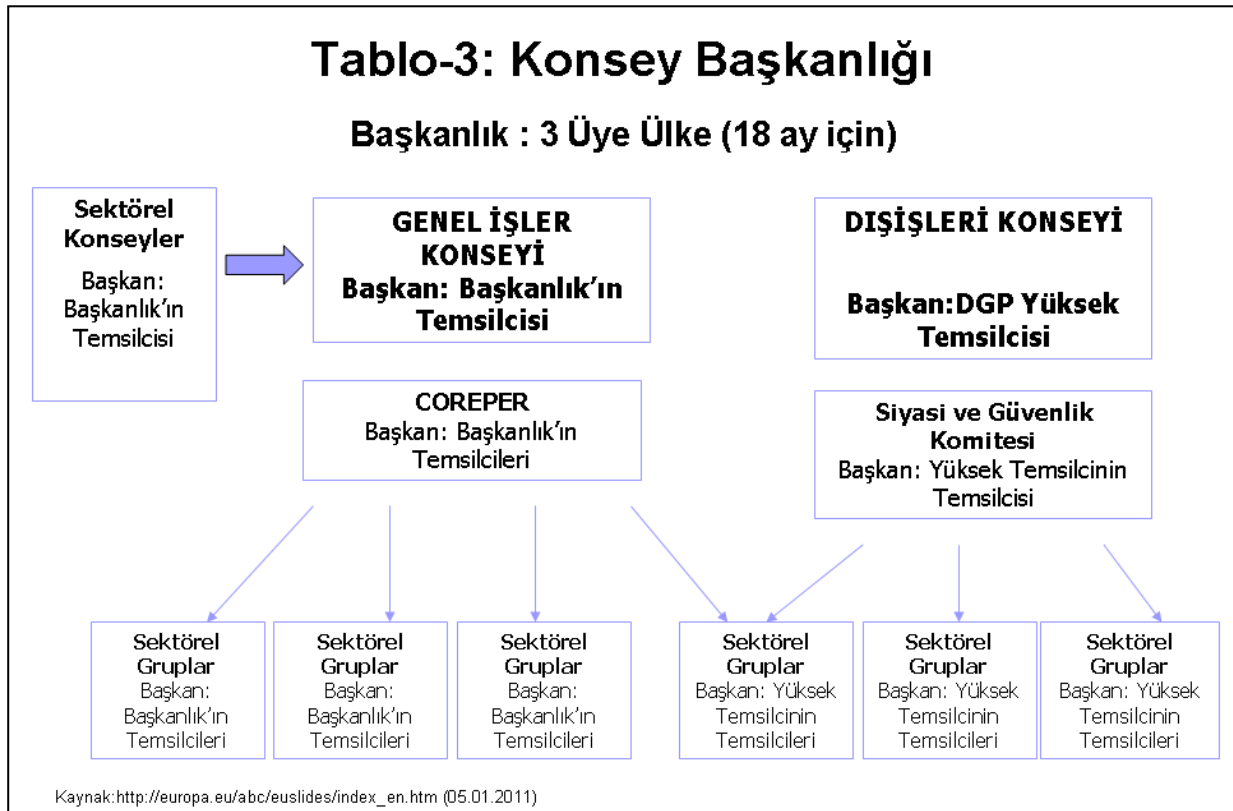 Tablo-3: Konsey Başkanlığı
Başkanlık : 3 Üye Ülke (18 ay için)
Sektörel
Konseyler
Başkan:
Başkanlık’ın
Temsilcisi
GENEL İŞLER
KONSEYİ
Başkan: Başkanlık’ın
Temsilcisi
DIŞİŞLERİ KONSEYİ
Başkan:DGP Yüksek
Temsilcisi
COREPER
Başkan: Başkanlık’ın
Temsilcileri
Siyasi ve Güvenlik
Komitesi
Başkan: Yüksek Temsilcinin
Temsilcisi
Sektörel
Gruplar
Başkan:
Başkanlık’ın
Temsilcileri
Sektörel
Gruplar
Başkan:
Başkanlık’ın
Temsilcileri
Sektörel
Gruplar
Başkan:
Başkanlık’ın
Temsilcileri
Sektörel
Gruplar
Başkan: Yüksek
Temsilcinin
Temsilcileri
Sektörel
Gruplar
Başkan: Yüksek
Temsilcinin
Temsilcileri
Sektörel
Gruplar
Başkan: Yüksek
Temsilcinin
Temsilcileri
Kaynak:http://europa.eu/abc/euslides/index_en.htm (05.01.2011)